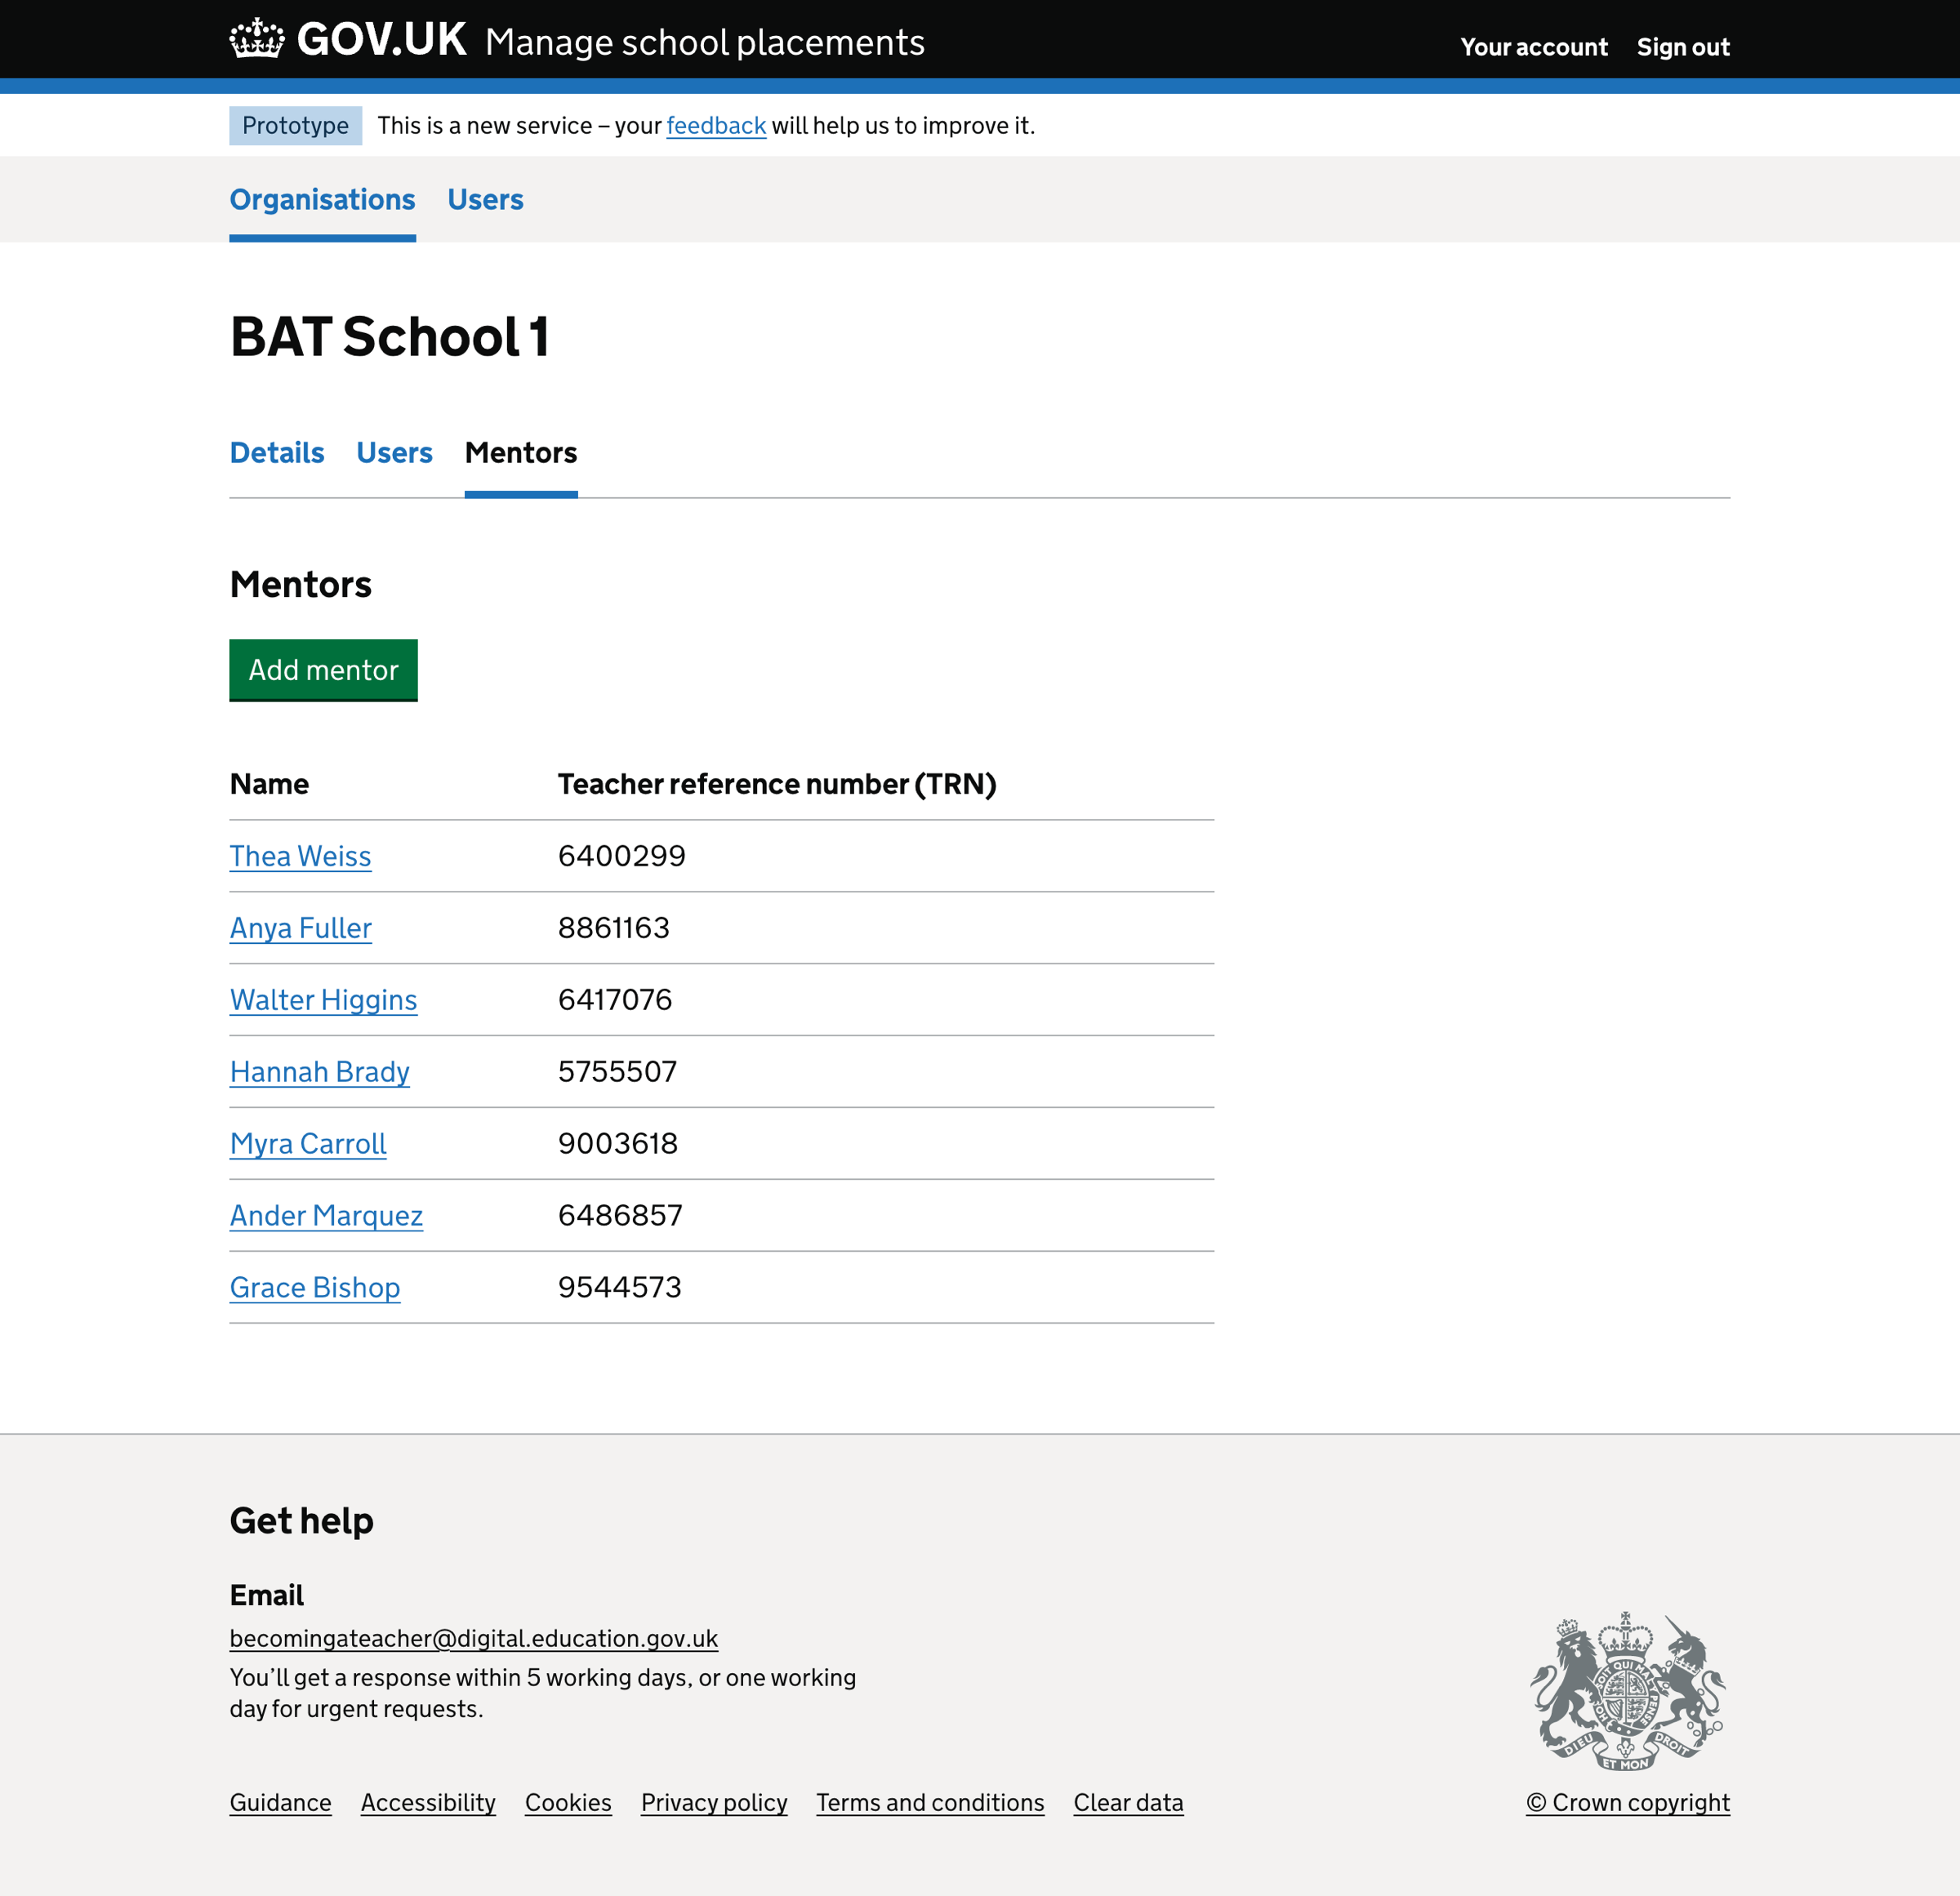 GOV.UK Manage school placements Your account Sign out
Prototype This is a new service – your feedback will help us to improve it.
Organisations Users
BAT School 1
Details Users Mentors
Mentors
Add mentor
Name Teacher reference number (TRN)
Thea Weiss 6400299
Anya Fuller 8861163
Walter Higgins 6417076
Hannah Brady 5755507
Myra Carroll 9003618
Ander Marquez 6486857
Grace Bishop 9544573
Get help
Email
becomingateacher@digital.education.gov.uk
You’ll get a response within 5 working days, or one working
day for urgent requests.
DIEU ET MON DROIT
Guidance Accessibility Cookies Privacy policy Terms and conditions Clear data © Crown copyright